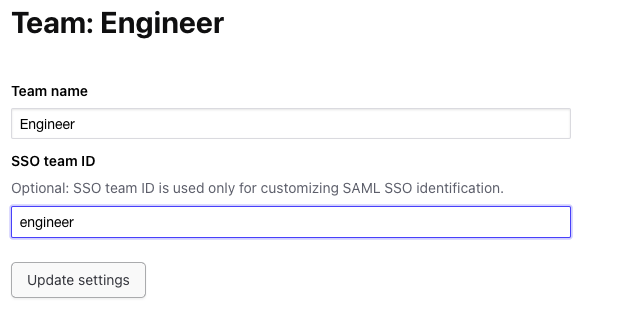 Team: Engineer
Team name
Engineer
SSO team ID
Optional: SSO team ID is used only for customizing SAML SSO identification.
engineer
Update settings